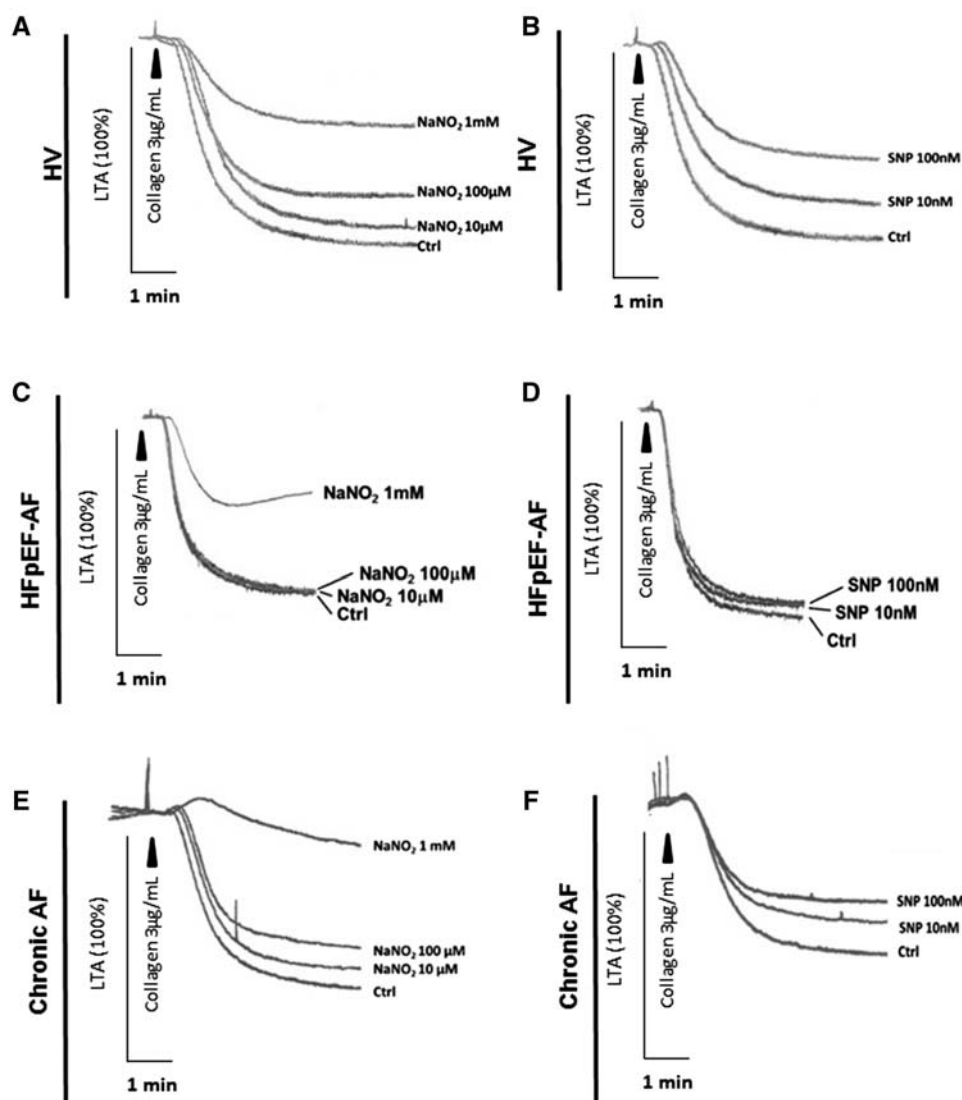 A
HV
LTA (100%)
Collagen 3µg/mL
NaNO₂ 1mM
NaNO₂ 100µM
NaNO₂ 10µM
Ctrl
1 min
B
HV
LTA (100%)
Collagen 3µg/mL
SNP 100nM
SNP 10nM
Ctrl
1 min
C
HFpEF-AF
LTA (100%)
Collagen 3µg/mL
NaNO₂ 1mM
NaNO₂ 100µM
NaNO₂ 10µM
Ctrl
1 min
D
HFpEF-AF
LTA (100%)
Collagen 3µg/mL
SNP 100nM
SNP 10nM
Ctrl
1 min
E
Chronic AF
LTA (100%)
Collagen 3µg/mL
NaNO₂ 1 mM
NaNO₂ 100 µM
NaNO₂ 10 µM
Ctrl
1 min
F
Chronic AF
LTA (100%)
Collagen 3µg/mL
SNP 100nM
SNP 10nM
Ctrl
1 min